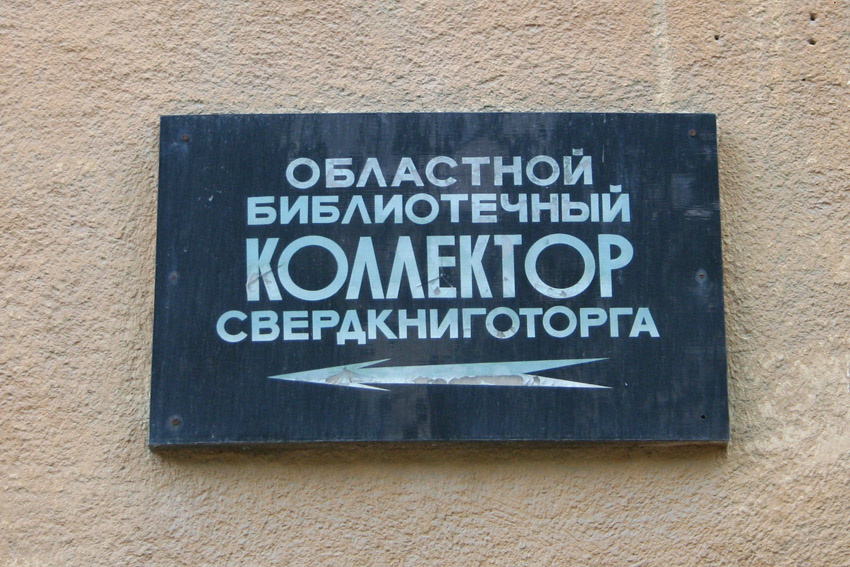 ОБЛАСТНОЙ
БИБЛИОТЕЧНЫЙ
КОЛЛЕКТОР
СВЕРДКНИГОТОРГА